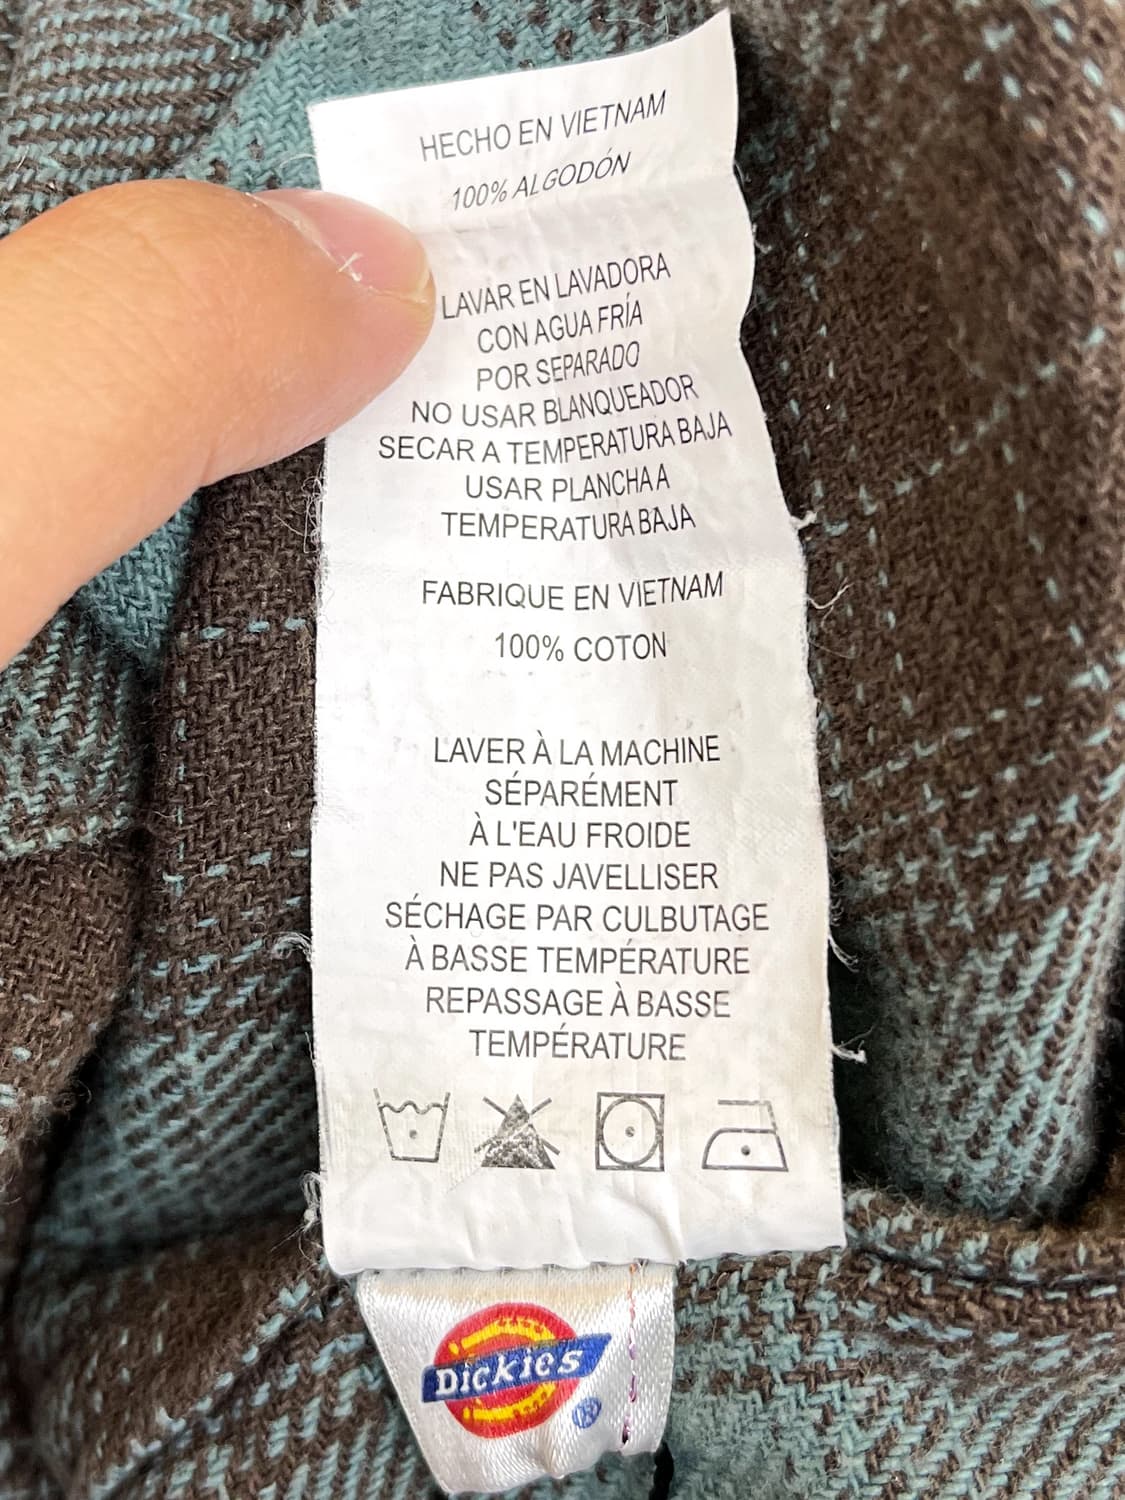 HECHO EN VIETNAM
100% ALGODÓN
LAVAR EN LAVADORA
CON AGUA FRÍA
POR SEPARADO
NO USAR BLANQUEADOR
SECAR A TEMPERATURA BAJA
USAR PLANCHA A
TEMPERATURA BAJA
FABRIQUE EN VIETNAM
100% COTON
LAVER À LA MACHINE
SÉPARÉMENT
À L'EAU FROIDE
NE PAS JAVELLISER
SÉCHAGE PAR CULBUTAGE
À BASSE TEMPÉRATURE
REPASSAGE À BASSE
TEMPÉRATURE
Dickies
®